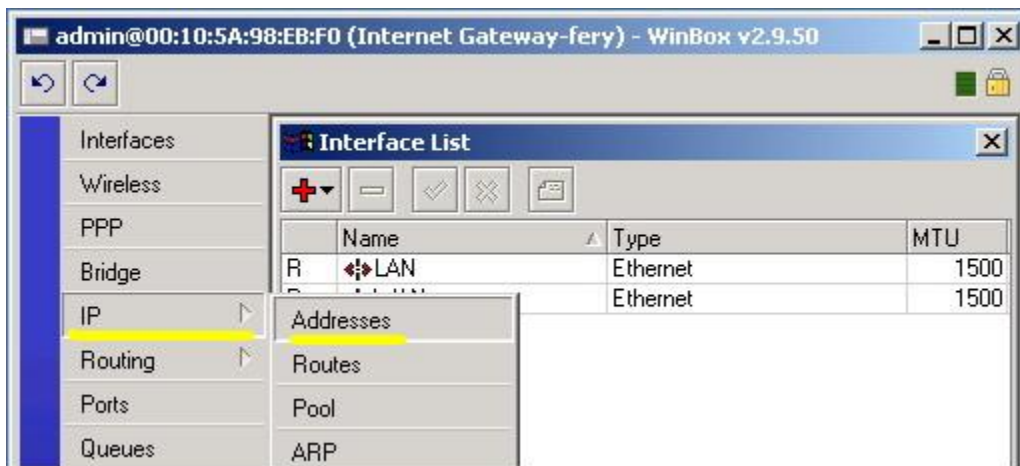 admin@00:10:5A:98:EB:F0 (Internet Gateway-fery) - WinBox v2.9.50
Interfaces
Wireless
PPP
Bridge
IP
Routing
Ports
Queues
Interface List
Name Type MTU
R LAN Ethernet 1500
Ethernet 1500
Addresses
Routes
Pool
ARP